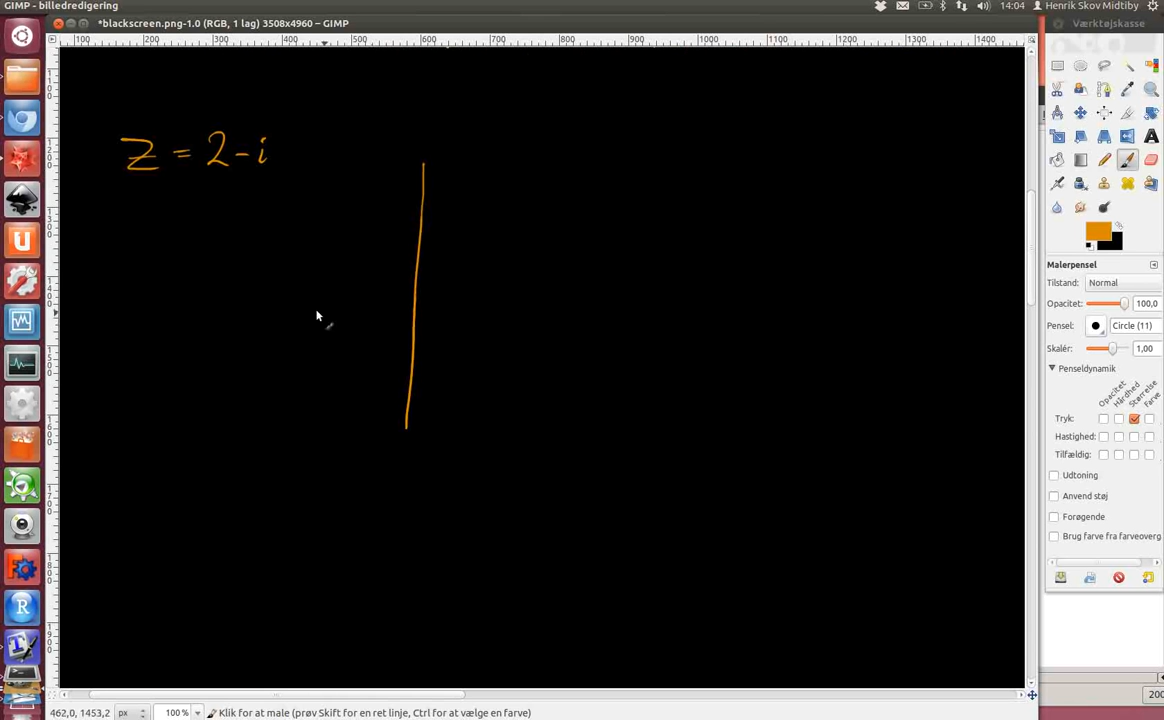 GIMP - billedredigering
14:04 Henrik Skov Midtiby
*blackscreen.png-1.0 (RGB, 1 lag) 3508x4960 – GIMP
Værktøjskasse
100 200 300 400 500 600 700 800 900 1000 1100 1200 1300 1400
z = 2 - i
Malerpensel
Tilstand: Normal
Opacitet: 100,0
Pensel: Circle (11)
Skalér: 1,00
Penseldynamik
Opacitet Hårdhed Størrelse Farve
Tryk:
Hastighed:
Tilfældig:
Udtoning
Anvend støj
Forøgende
Brug farve fra farveoverg
200
462,0, 1453,2 px 100 % Klik for at male (prøv Skift for en ret linje, Ctrl for at vælge en farve)